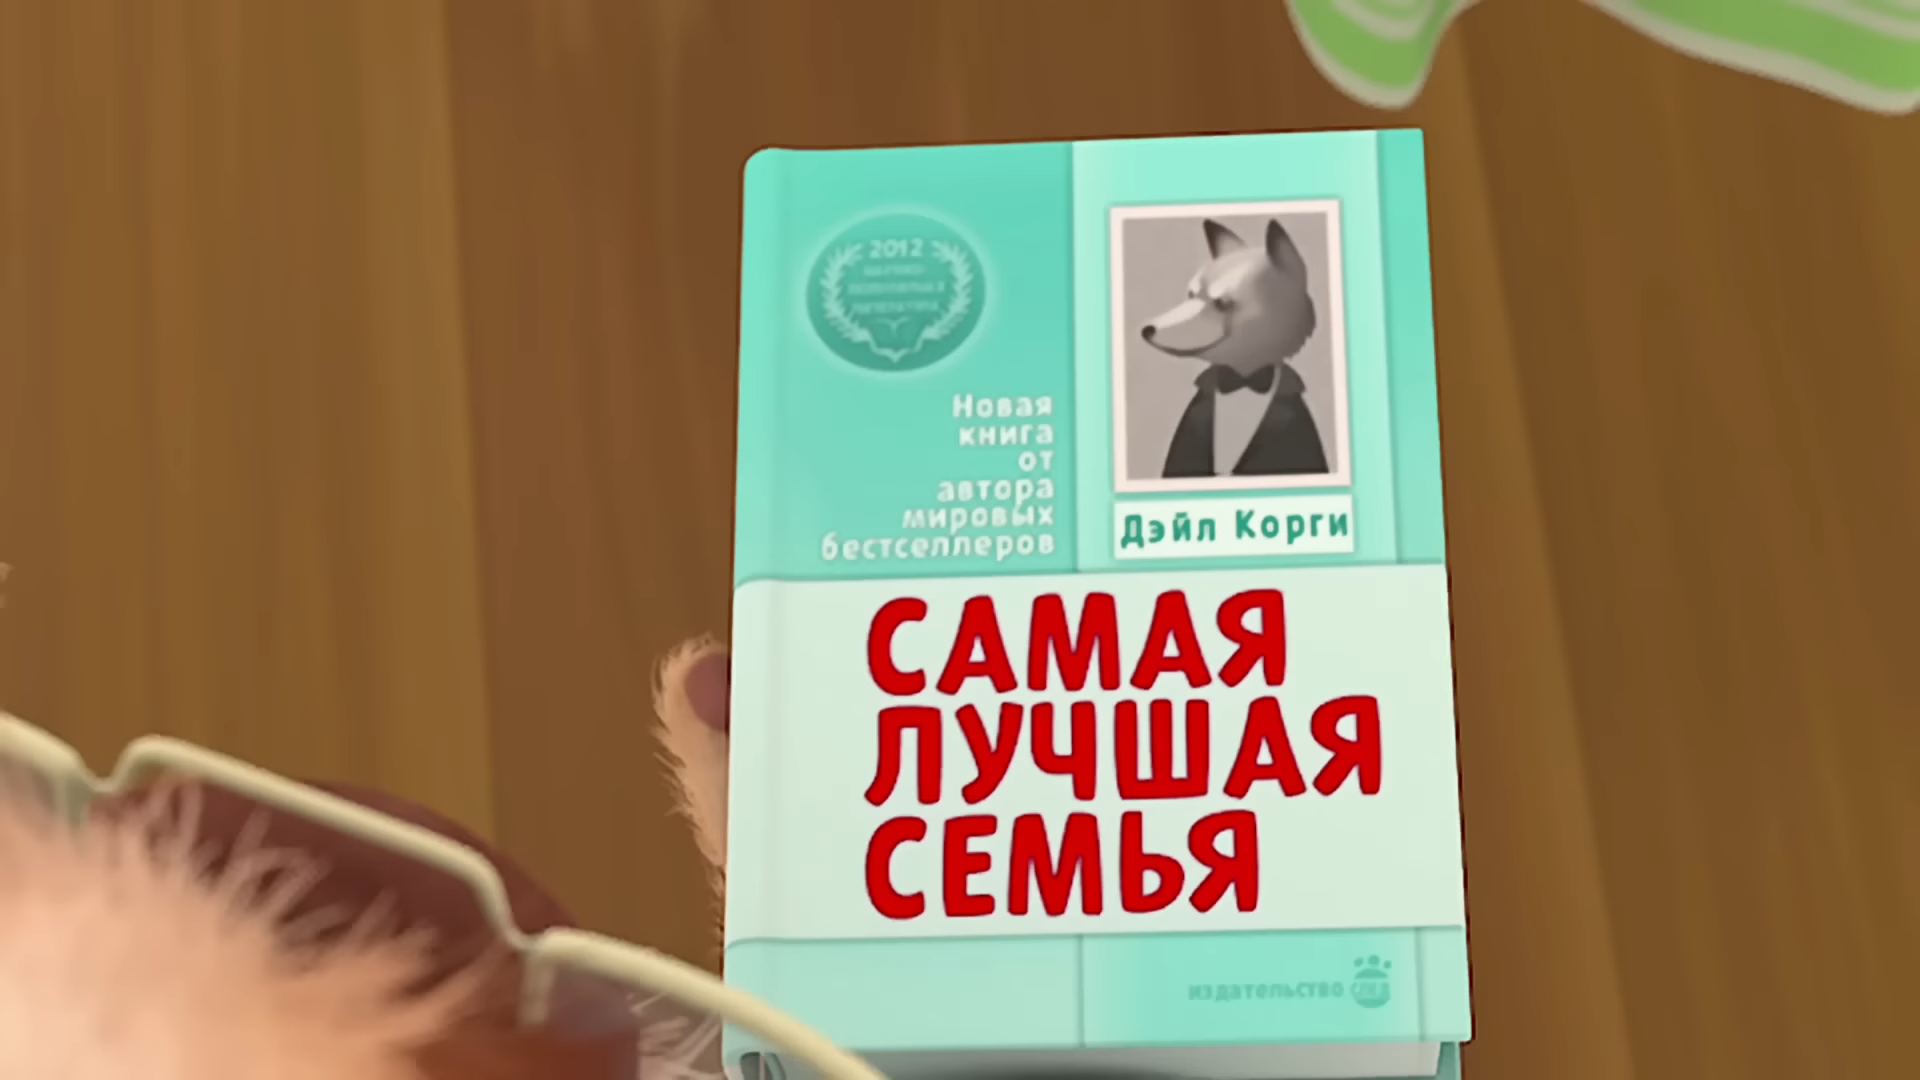 2012
Новая
книга
от
автора
мировых
бестселлеров
Дэйл Корги
САМАЯ
ЛУЧШАЯ
СЕМЬЯ
издательство